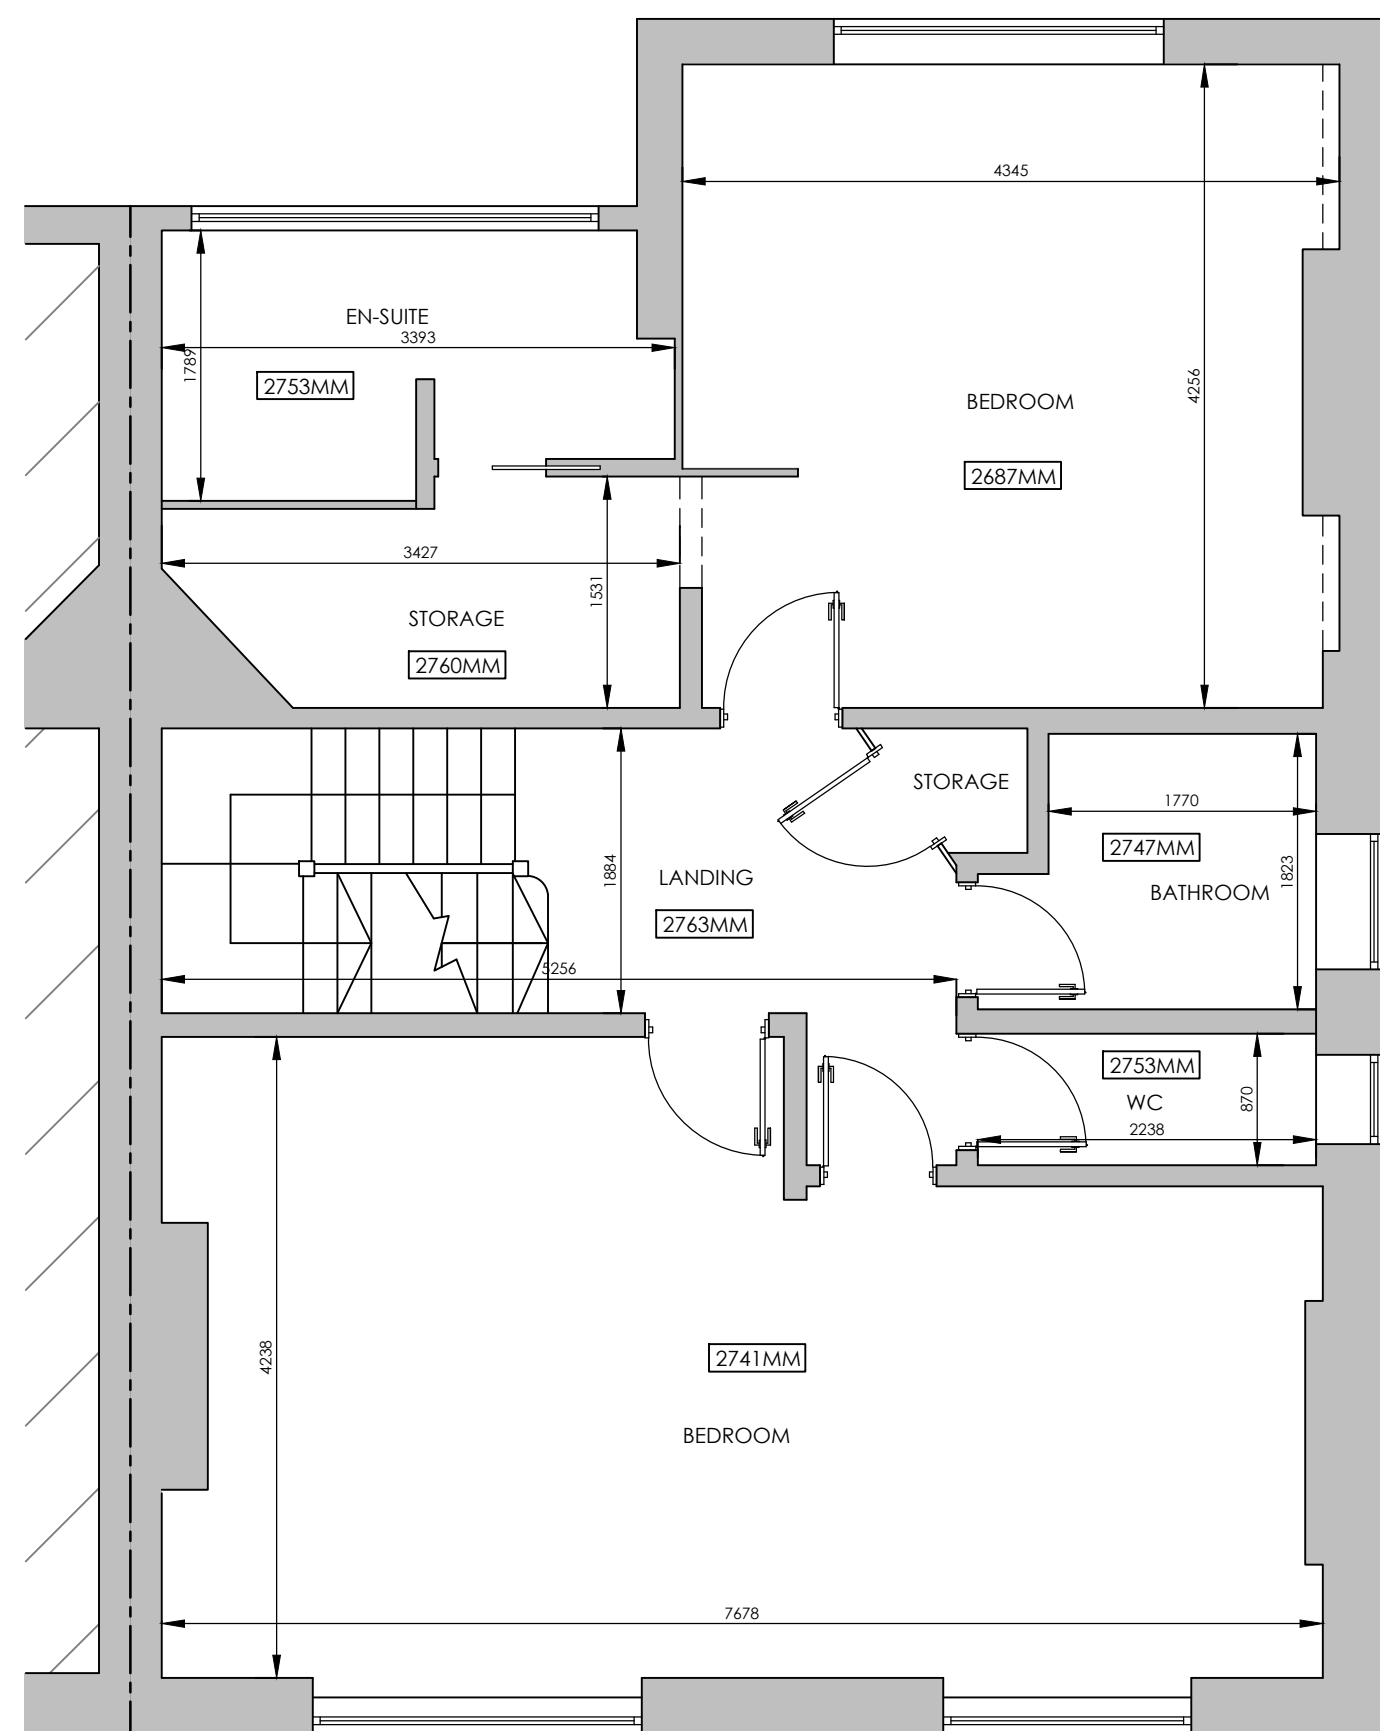 4345
EN-SUITE
3393
1789
2753MM
BEDROOM
4256
2687MM
3427
1531
STORAGE
2760MM
STORAGE
1770
2747MM
1823
BATHROOM
1884
LANDING
2763MM
5256
2753MM
WC
870
2238
4238
2741MM
BEDROOM
7678